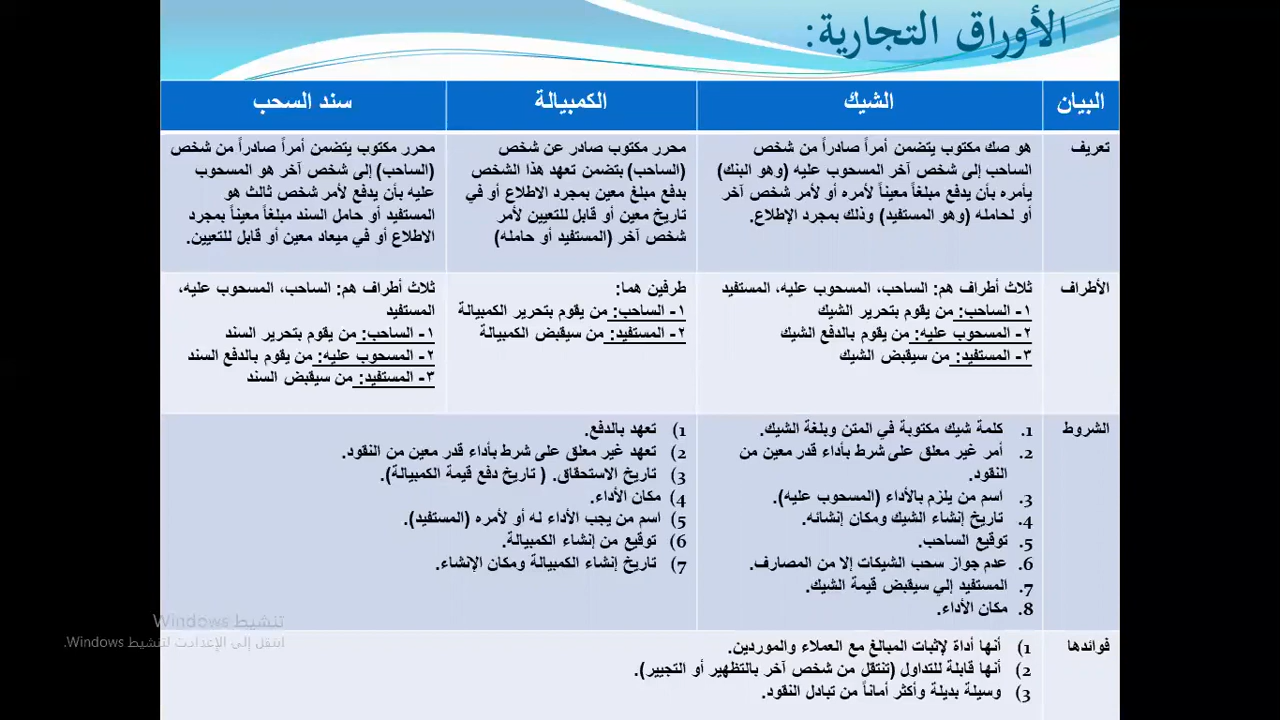 الأوراق التجارية:
البيان
الشيك
الكمبيالة
سند السحب
تعريف
هو صك مكتوب يتضمن أمراً صادراً من شخص
الساحب إلى شخص آخر المسحوب عليه (وهو البنك)
يأمره بأن يدفع مبلغاً معيناً لأمره أو لأمر شخص آخر
أو لحامله (وهو المستفيد) وذلك بمجرد الإطلاع.
محرر مكتوب صادر عن شخص
(الساحب) بتضمن تعهد هذا الشخص
بدفع مبلغ معين بمجرد الاطلاع أو في
تاريخ معين أو قابل للتعيين لأمر
شخص آخر (المستفيد أو حامله)
محرر مكتوب يتضمن أمراً صادراً من شخص
(الساحب) إلى شخص آخر هو المسحوب
عليه بأن يدفع لأمر شخص ثالث هو
المستفيد أو حامل السند مبلغاً معيناً بمجرد
الاطلاع أو في ميعاد معين أو قابل للتعيين.
الأطراف
ثلاث أطراف هم: الساحب، المسحوب عليه، المستفيد
١- الساحب: من يقوم بتحرير الشيك
٢- المسحوب عليه: من يقوم بالدفع الشيك
٣- المستفيد: من سيقبض الشيك
طرفين هما:
١- الساحب: من يقوم بتحرير الكمبيالة
٢- المستفيد: من سيقبض الكمبيالة
ثلاث أطراف هم: الساحب، المسحوب عليه،
المستفيد
١- الساحب: من يقوم بتحرير السند
٢- المسحوب عليه: من يقوم بالدفع السند
٣- المستفيد: من سيقبض السند
الشروط
1. كلمة شيك مكتوبة في المتن وبلغة الشيك.
2. أمر غير معلق على شرط بأداء قدر معين من
النقود.
3. اسم من يلزم بالأداء (المسحوب عليه).
4. تاريخ إنشاء الشيك ومكان إنشائه.
5. توقيع الساحب.
6. عدم جواز سحب الشيكات إلا من المصارف.
7. المستفيد إلي سيقبض قيمة الشيك.
8. مكان الأداء.
1) تعهد بالدفع.
2) تعهد غير معلق على شرط بأداء قدر معين من النقود.
3) تاريخ الاستحقاق. ( تاريخ دفع قيمة الكمبيالة).
4) مكان الأداء.
5) اسم من يجب الأداء له أو لأمره (المستفيد).
6) توقيع من إنشاء الكمبيالة.
7) تاريخ إنشاء الكمبيالة ومكان الإنشاء.
فوائدها
1) أنها أداة لإثبات المبالغ مع العملاء والموردين.
2) أنها قابلة للتداول (تنتقل من شخص آخر بالتظهير أو التجيير).
3) وسيلة بديلة وأكثر أماناً من تبادل النقود.
تنشيط Windows
انتقل إلى الإعدادت لتنشيط Windows.